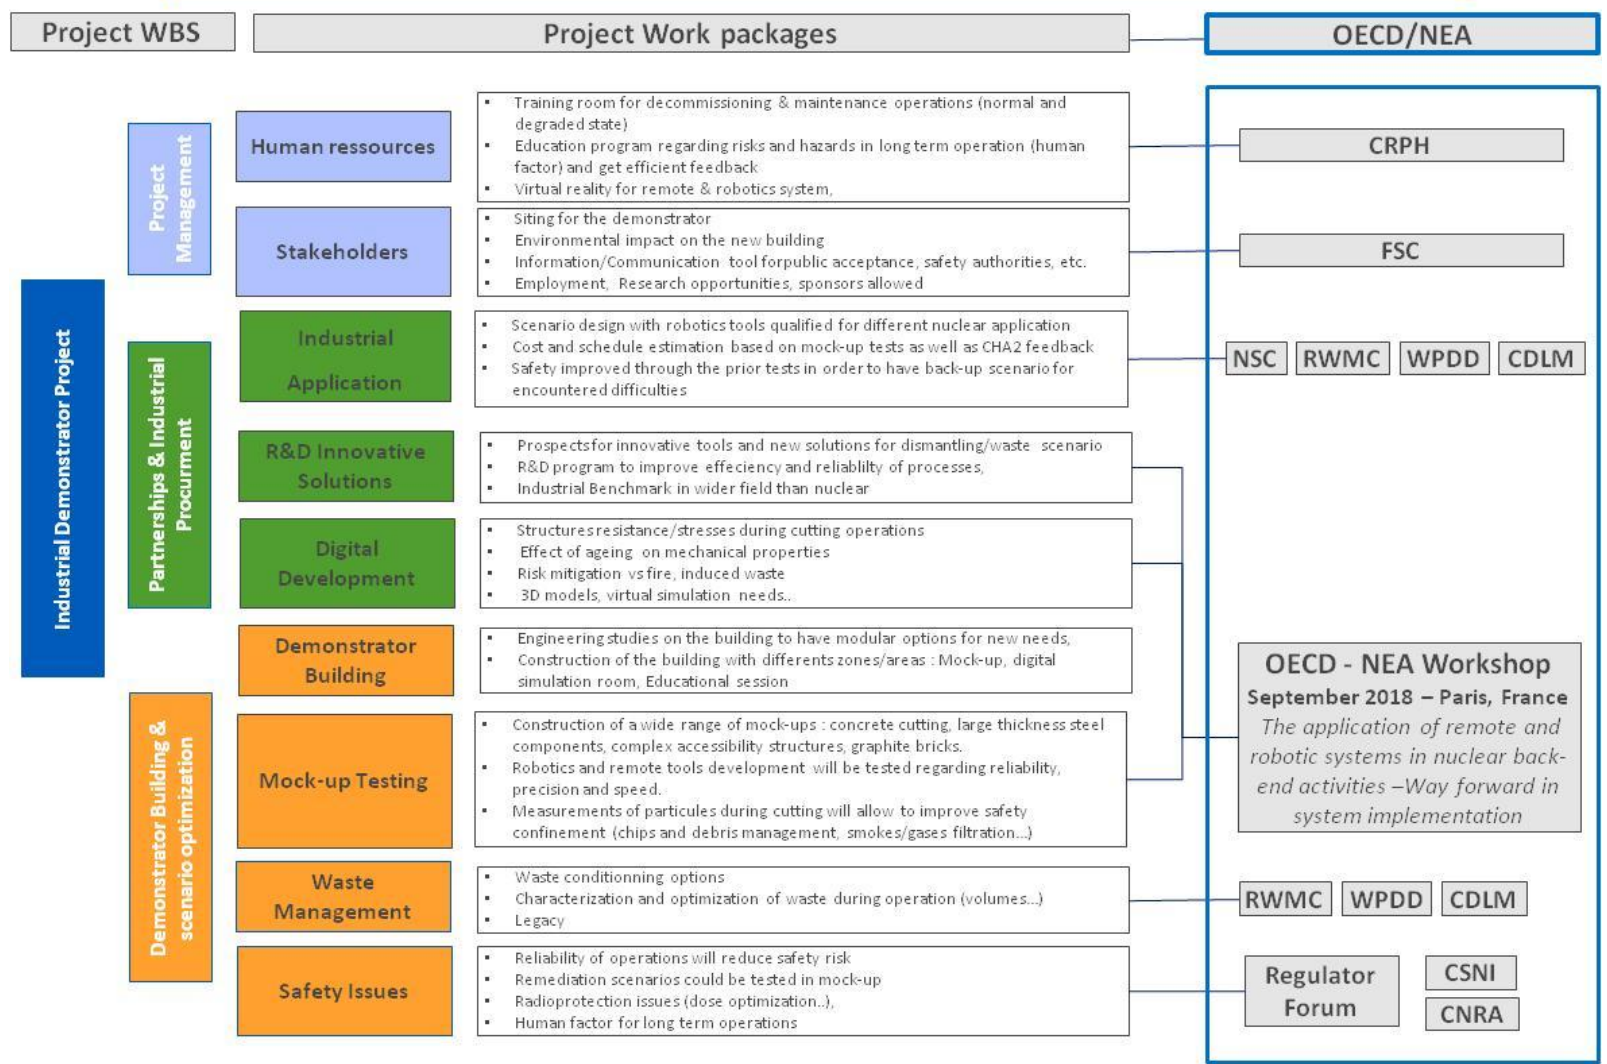 Project WBS
Project Work packages
OECD/NEA
Industrial Demonstrator Project
Project
Management
Human ressources
▪ Training room for decommissioning & maintenance operations (normal and
degraded state)
▪ Education program regarding risks and hazards in long term operation (human
factor) and get efficient feedback
▪ Virtual reality for remote & robotics system,
CRPH
Stakeholders
▪ Siting for the demonstrator
▪ Environmental impact on the new building
▪ Information/Communication tool forpublic acceptance, safety authorities, etc.
▪ Employment, Research opportunities, sponsors allowed
FSC
Partnerships & Industrial
Procurment
Industrial
Application
▪ Scenario design with robotics tools qualified for different nuclear application
▪ Cost and schedule estimation based on mock-up tests as well as CHA2 feedback
▪ Safety improved through the prior tests in order to have back-up scenario for
encountered difficulties
NSC RWMC WPDD CDLM
R&D Innovative
Solutions
▪ Prospects for innovative tools and new solutions for dismantling/waste scenario
▪ R&D program to improve effeciency and reliablilty of processes,
▪ Industrial Benchmark in wider field than nuclear
Digital
Development
▪ Structures resistance/stresses during cutting operations
▪ Effect of ageing on mechanical properties
▪ Risk mitigation vs fire, induced waste
▪ 3D models, virtual simulation needs..
Demonstrator Building &
scenario optimization
Demonstrator
Building
▪ Engineering studies on the building to have modular options for new needs,
▪ Construction of the building with differents zones/areas : Mock-up, digital
simulation room, Educational session
Mock-up Testing
▪ Construction of a wide range of mock-ups : concrete cutting, large thickness steel
components, complex accessibility structures, graphite bricks.
▪ Robotics and remote tools development will be tested regarding reliability,
precision and speed.
▪ Measurements of particules during cutting will allow to improve safety
confinement (chips and debris management, smokes/gases filtration...)
OECD - NEA Workshop
September 2018 – Paris, France
The application of remote and
robotic systems in nuclear back-
end activities –Way forward in
system implementation
Waste
Management
▪ Waste conditionning options
▪ Characterization and optimization of waste during operation (volumes...)
▪ Legacy
RWMC WPDD CDLM
Safety Issues
▪ Reliability of operations will reduce safety risk
▪ Remediation scenarios could be tested in mock-up
▪ Radioprotection issues (dose optimization..),
▪ Human factor for long term operations
Regulator
Forum
CSNI
CNRA